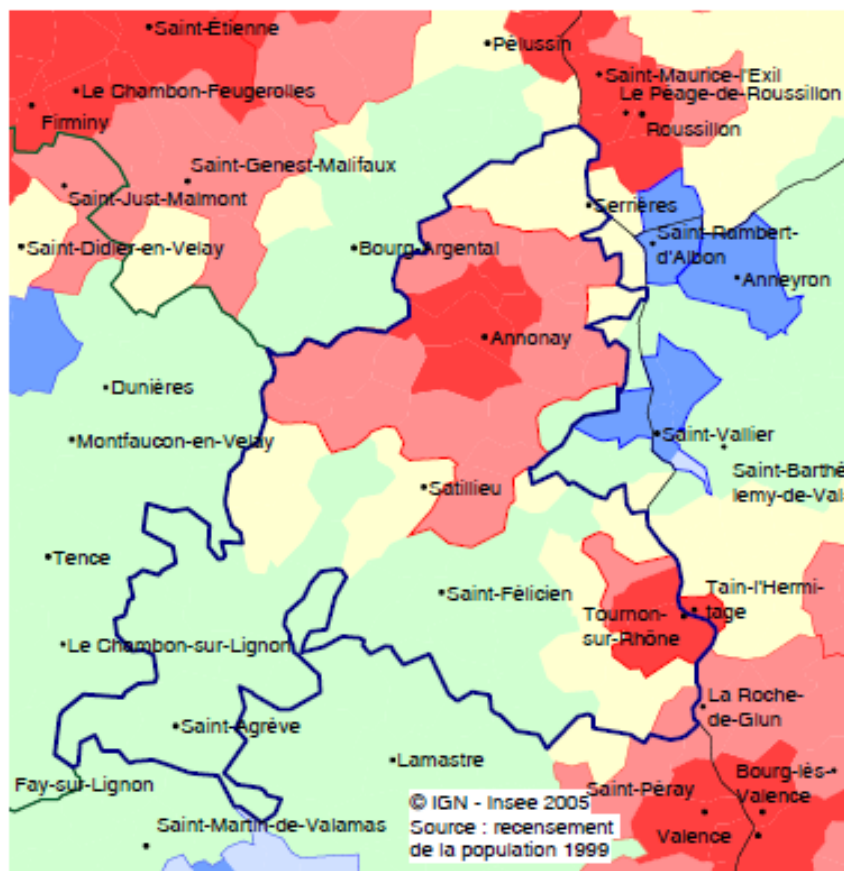 Saint-Étienne
Pélussin
Le Chambon-Feugerolles
Saint-Maurice-l'Exil
Le Péage-de-Roussillon
Firminy
Roussillon
Saint-Genest-Malifaux
Saint-Just-Malmont
Serrières
Saint-Didier-en-Velay
Bourg-Argental
Saint-Rambert-
d'Albon
Anneyron
Annonay
Dunières
Montfaucon-en-Velay
Saint-Vallier
Saint-Barthé
lemy-de-Val
Satillieu
Tence
Saint-Félicien
Tain-l'Hermi-
tage
Tournon-
sur-Rhône
Le Chambon-sur-Lignon
La Roche-
de-Glun
Saint-Agrève
Lamastre
Fay-sur-Lignon
Saint-Péray
Bourg-lès-
Valence
Valence
Saint-Martin-de-Valamas
© IGN - Insee 2005
Source : recensement
de la population 1999